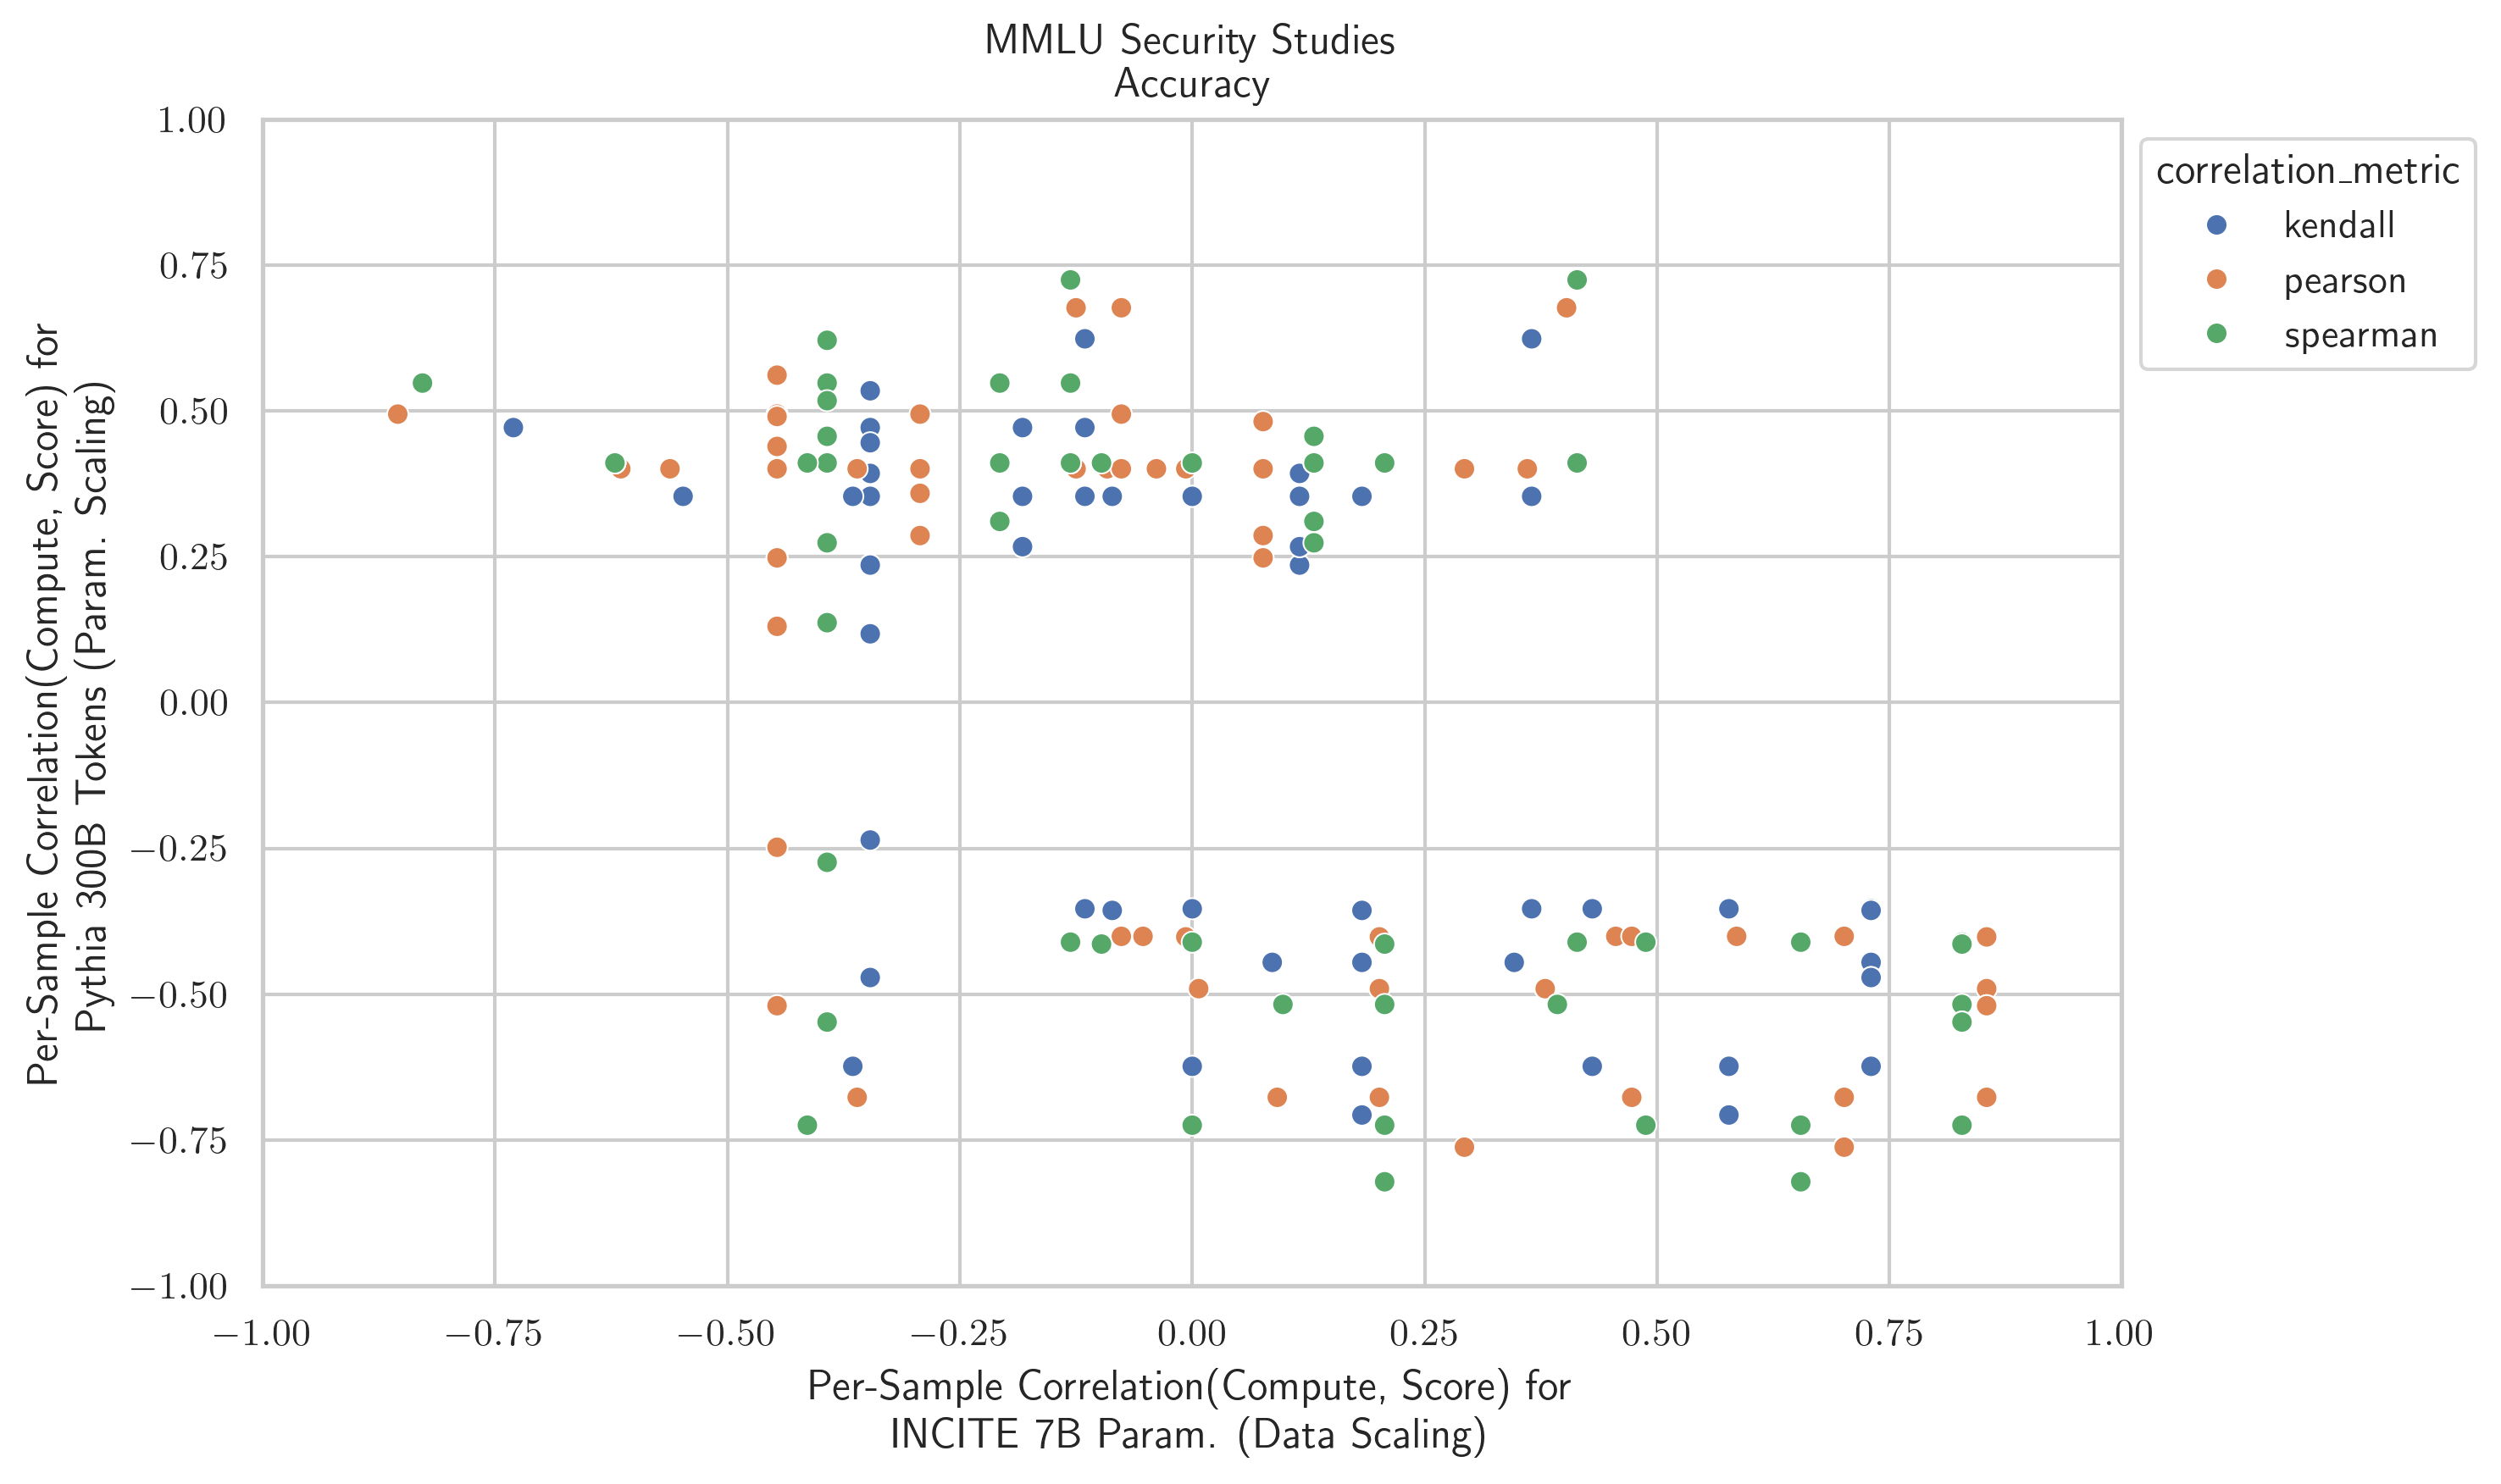 MMLU Security Studies
Accuracy
1.00
0.75
0.50
0.25
0.00
−0.25
−0.50
−0.75
−1.00
Per-Sample Correlation(Compute, Score) for
Pythia 300B Tokens (Param. Scaling)
−1.00 −0.75 −0.50 −0.25 0.00 0.25 0.50 0.75 1.00
Per-Sample Correlation(Compute, Score) for
INCITE 7B Param. (Data Scaling)
correlation_metric
kendall
pearson
spearman